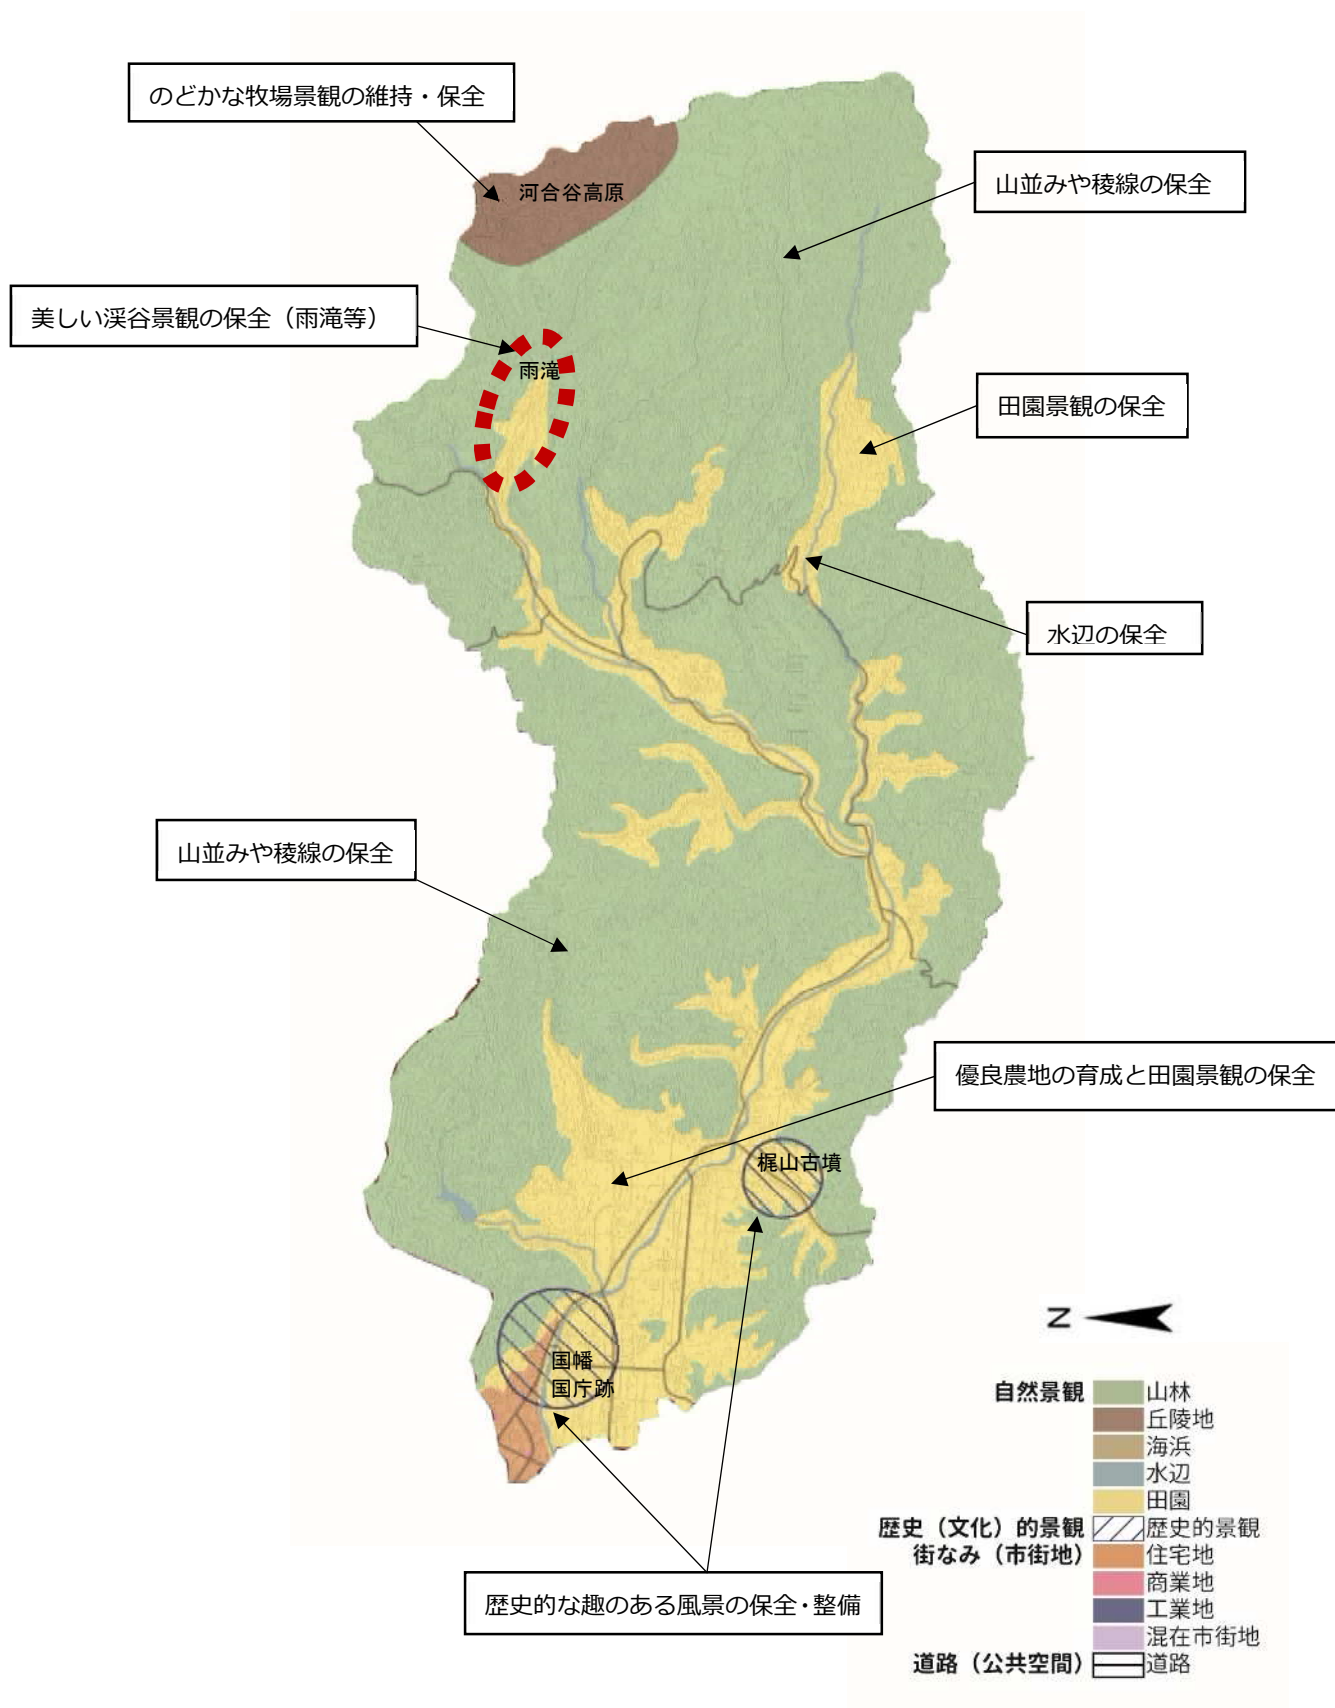 のどかな牧場景観の維持・保全
河合谷高原
山並みや稜線の保全
美しい渓谷景観の保全（雨滝等）
雨滝
田園景観の保全
水辺の保全
山並みや稜線の保全
優良農地の育成と田園景観の保全
梶山古墳
国幡
国庁跡
歴史的な趣のある風景の保全・整備
N
自然景観 山林
丘陵地
海浜
水辺
田園
歴史（文化）的景観 歴史的景観
街なみ（市街地） 住宅地
商業地
工業地
混在市街地
道路（公共空間） 道路